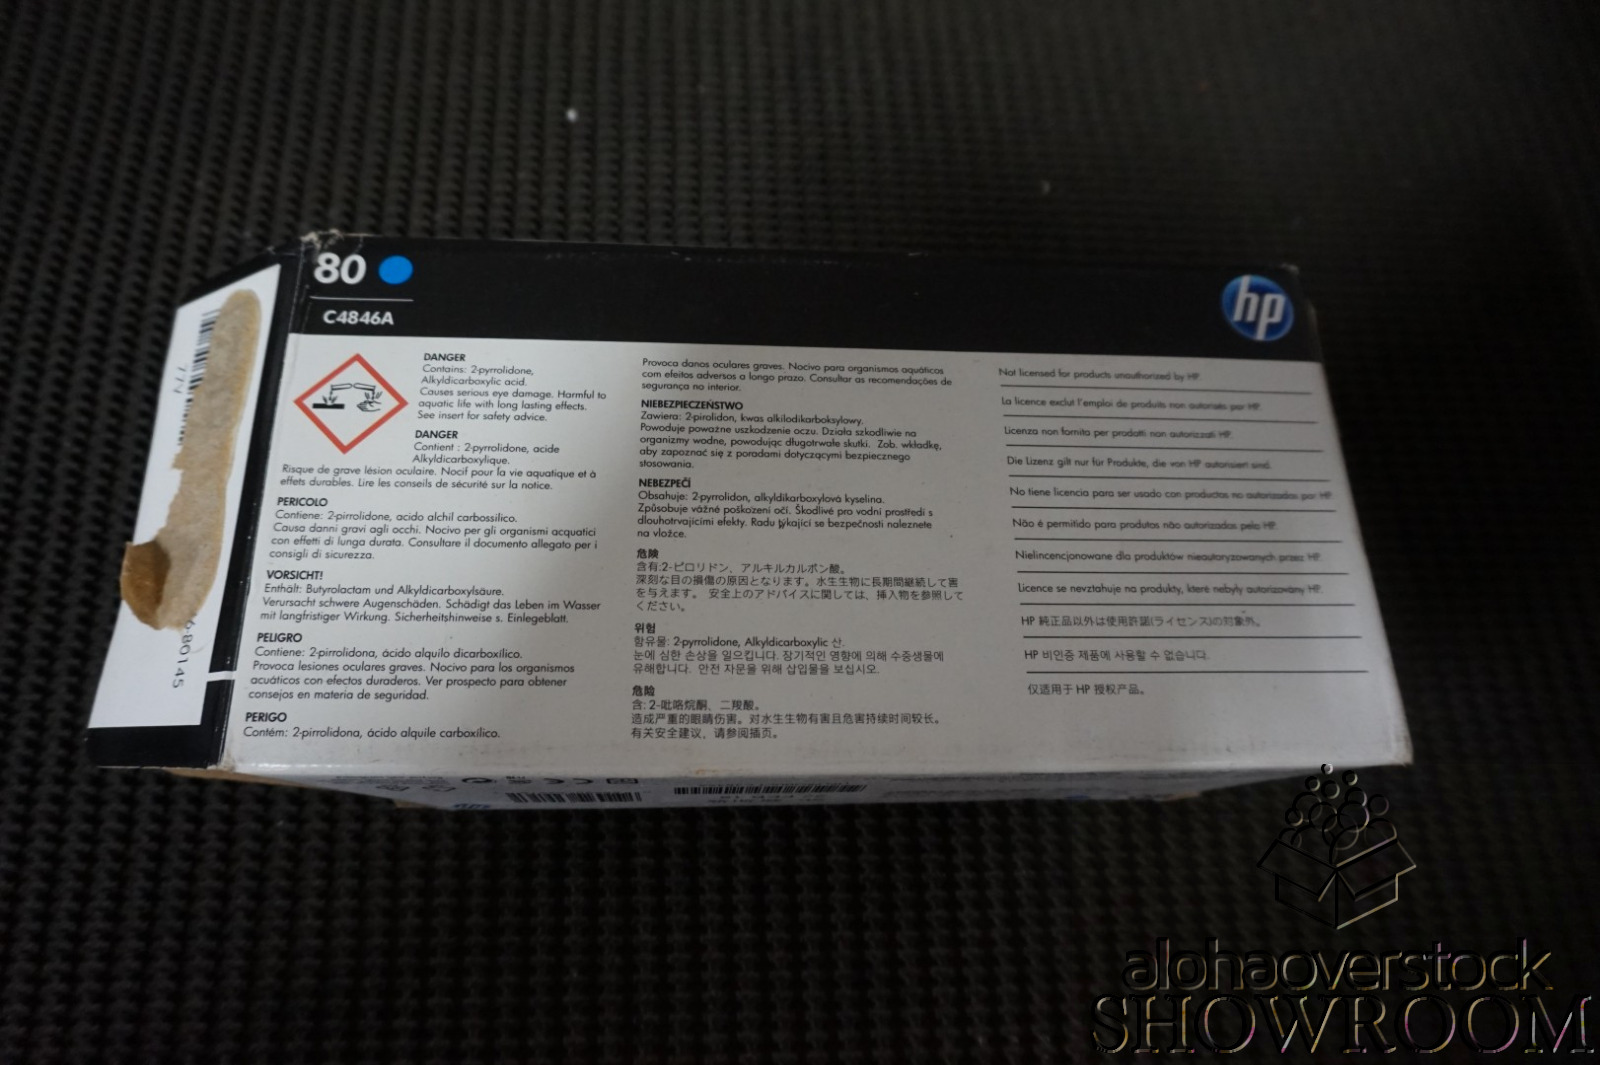 80
C4846A
hp
DANGER
Contains: 2-pyrrolidone,
Alkyldicarboxylic acid.
Causes serious eye damage. Harmful to
aquatic life with long lasting effects.
See insert for safety advice.
DANGER
Contient : 2-pyrrolidone, acide
Alkyldicarboxylique.
Risque de grave lésion oculaire. Nocif pour la vie aquatique et à
effets durables. Lire les conseils de sécurité sur la notice.
PERICOLO
Contiene: 2-pirrolidone, acido alchil carbossilico.
Causa danni gravi agli occhi. Nocivo per gli organismi acquatici
con effetti di lunga durata. Consultare il documento allegato per i
consigli di sicurezza.
VORSICHT!
Enthält: Butyrolactam und Alkyldicarboxylsäure.
Verursacht schwere Augenschäden. Schädigt das Leben im Wasser
mit langfristiger Wirkung. Sicherheitshinweise s. Einlegeblatt.
PELIGRO
Contiene: 2-pirrolidona, ácido alquilo dicarboxílico.
Provoca lesiones oculares graves. Nocivo para los organismos
acuáticos con efectos duraderos. Ver prospecto para obtener
consejos en materia de seguridad.
PERIGO
Contém: 2-pirrolidona, ácido alquile carboxílico.
Provoca danos oculares graves. Nocivo para organismos aquáticos
com efeitos adversos a longo prazo. Consultar as recomendações de
segurança no interior.
NIEBEZPIECZEŃSTWO
Zawiera: 2-pirolidon, kwas alkilodikarboksylowy.
Powoduje poważne uszkodzenie oczu. Działa szkodliwie na
organizmy wodne, powodując długotrwałe skutki. Zob. wkładkę,
aby zapoznać się z poradami dotyczącymi bezpiecznego
stosowania.
NEBEZPEČÍ
Obsahuje: 2-pyrrolidon, alkyldikarboxylová kyselina.
Způsobuje vážné poškození očí. Škodlivé pro vodní prostředí s
dlouhotrvajícími efekty. Radu týkající se bezpečnosti naleznete
na vložce.
危険
含有:2-ピロリドン、アルキルカルボン酸。
深刻な目の損傷の原因となります。水生生物に長期間継続して害
を与えます。 安全上のアドバイスに関しては、挿入物を参照して
ください。
위험
함유물: 2-pyrrolidone, Alkyldicarboxylic 산.
눈에 심한 손상을 일으킵니다. 장기적인 영향에 의해 수중생물에
유해합니다. 안전 자문을 위해 삽입물을 보십시오.
危险
含: 2-吡咯烷酮、二羧酸。
造成严重的眼睛伤害。对水生生物有害且危害持续时间较长。
有关安全建议，请参阅插页。
Not licensed for products unauthorized by HP.
La licence exclut l'emploi de produits non autorisés par HP.
Licenza non fornita per prodotti non autorizzati HP.
Die Lizenz gilt nur für Produkte, die von HP autorisiert sind.
No tiene licencia para ser usado con productos no autorizados por HP.
Não é permitido para produtos não autorizados pela HP.
Nielincencjonowane dla produktów nieautoryzowanych przez HP.
Licence se nevztahuje na produkty, které nebyly autorizovány HP.
HP 純正品以外は使用許諾(ライセンス)の対象外。
HP 비인증 제품에 사용할 수 없습니다.
仅适用于 HP 授权产品。
6-80145
alohaoverstock
SHOWROOM